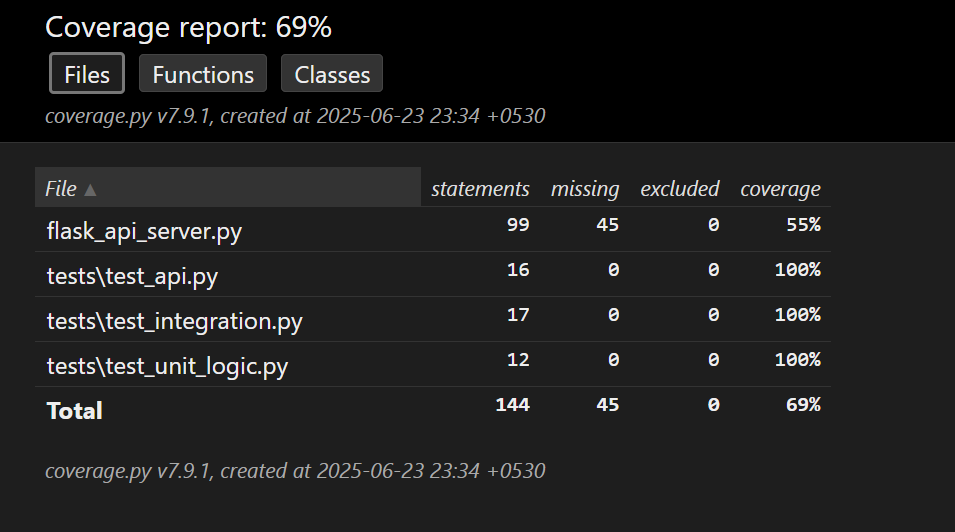 Coverage report: 69%
Files Functions Classes
coverage.py v7.9.1, created at 2025-06-23 23:34 +0530
File ▲ statements missing excluded coverage
flask_api_server.py 99 45 0 55%
tests\test_api.py 16 0 0 100%
tests\test_integration.py 17 0 0 100%
tests\test_unit_logic.py 12 0 0 100%
Total 144 45 0 69%
coverage.py v7.9.1, created at 2025-06-23 23:34 +0530